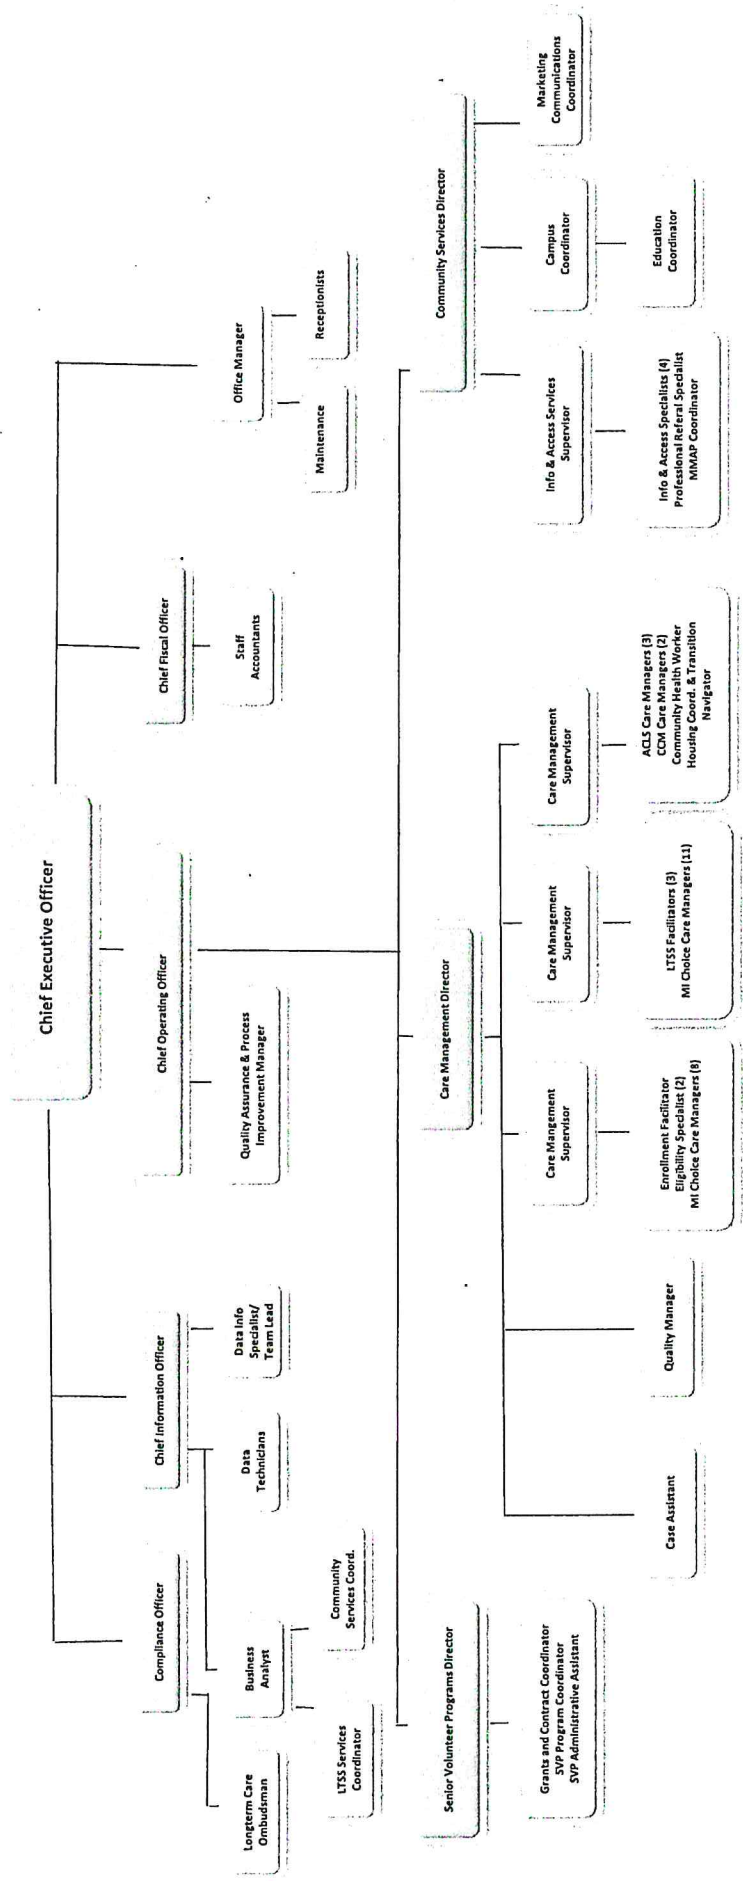 Chief Executive Officer
Compliance Officer
Chief Information Officer
Chief Operating Officer
Chief Fiscal Officer
Office Manager
Longterm Care
Ombudsman
Business
Analyst
Data
Technicians
Data Info
Specialist/
Team Lead
Quality Assurance & Process
Improvement Manager
Staff
Accountants
Maintenance
Receptionists
LTSS Services
Coordinator
Community
Services Coord.
Senior Volunteer Programs Director
Care Management Director
Community Services Director
Grants and Contract Coordinator
SVP Program Coordinator
SVP Administrative Assistant
Care Mangement
Supervisor
Care Management
Supervisor
Care Management
Supervisor
Info & Access Services
Supervisor
Campus
Coordinator
Marketing
Communications
Coordinator
Case Assistant
Quality Manager
Enrollment Facilitator
Eligibility Specialist (2)
MI Choice Care Managers (8)
LTSS Facilitators (3)
MI Choice Care Managers (11)
ACLS Care Managers (3)
CCM Care Managers (2)
Community Health Worker
Housing Coord. & Transition
Navigator
Info & Access Specialists (4)
Professional Referal Specialist
MMAP Coordinator
Education
Coordinator